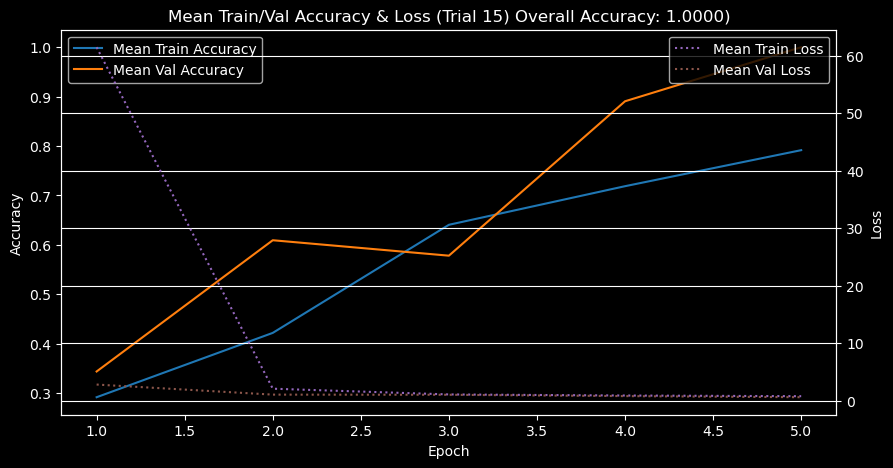 Mean Train/Val Accuracy & Loss (Trial 15) Overall Accuracy: 1.0000)
Mean Train Accuracy
Mean Val Accuracy
Mean Train Loss
Mean Val Loss
Accuracy
1.0
0.9
0.8
0.7
0.6
0.5
0.4
0.3
60
50
40
30
20
10
0
Loss
1.0 1.5 2.0 2.5 3.0 3.5 4.0 4.5 5.0
Epoch